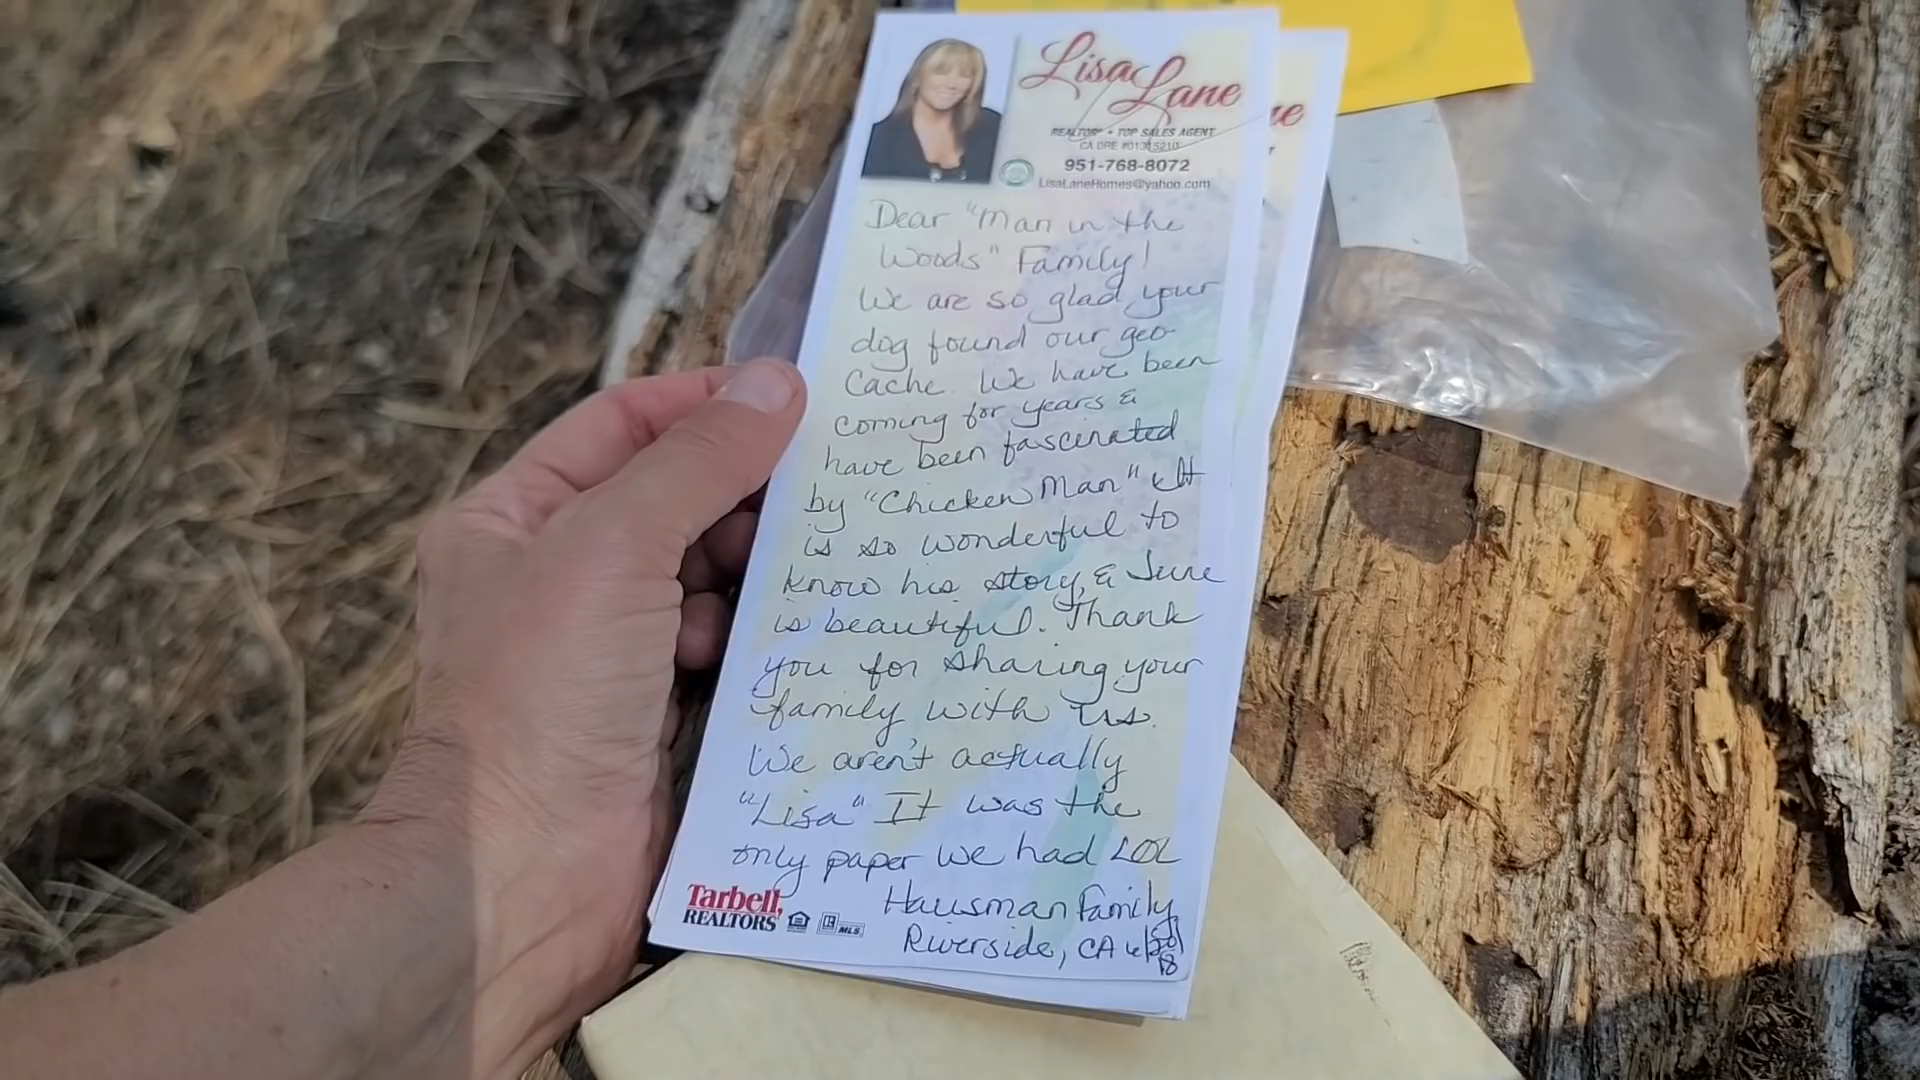 Lisa Lane
REALTOR® • TOP SALES AGENT
951-768-8072
LisaLaneHomes@yahoo.com
Dear "Man in the
Woods" Family!
We are so glad your
dog found our geo-
Cache. We have been
coming for years &
have been fascinated
by "Chicken Man" It
is so wonderful to
know his story, & June
is beautiful. Thank
you for sharing your
family with us.
We aren't actually
"Lisa" It was the
only paper we had LOL
Hausman Family
Riverside, CA
Tarbell,
REALTORS
MLS
ne